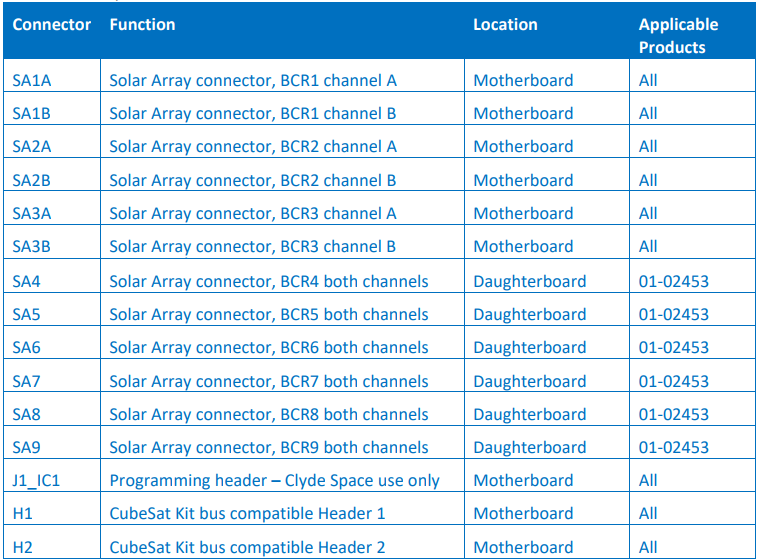 Connector Function Location Applicable Products
SA1A Solar Array connector, BCR1 channel A Motherboard All
SA1B Solar Array connector, BCR1 channel B Motherboard All
SA2A Solar Array connector, BCR2 channel A Motherboard All
SA2B Solar Array connector, BCR2 channel B Motherboard All
SA3A Solar Array connector, BCR3 channel A Motherboard All
SA3B Solar Array connector, BCR3 channel B Motherboard All
SA4 Solar Array connector, BCR4 both channels Daughterboard 01-02453
SA5 Solar Array connector, BCR5 both channels Daughterboard 01-02453
SA6 Solar Array connector, BCR6 both channels Daughterboard 01-02453
SA7 Solar Array connector, BCR7 both channels Daughterboard 01-02453
SA8 Solar Array connector, BCR8 both channels Daughterboard 01-02453
SA9 Solar Array connector, BCR9 both channels Daughterboard 01-02453
J1_IC1 Programming header – Clyde Space use only Motherboard All
H1 CubeSat Kit bus compatible Header 1 Motherboard All
H2 CubeSat Kit bus compatible Header 2 Motherboard All